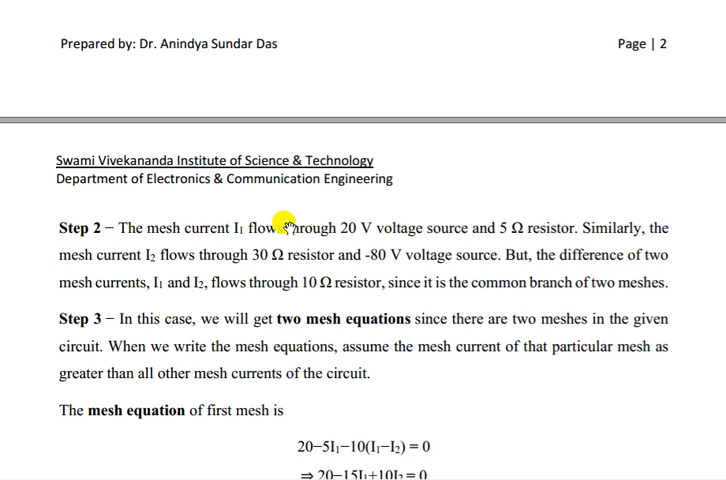 Prepared by: Dr. Anindya Sundar Das
Page | 2
Swami Vivekananda Institute of Science & Technology
Department of Electronics & Communication Engineering
Step 2 − The mesh current I₁ flows through 20 V voltage source and 5 Ω resistor. Similarly, the
mesh current I₂ flows through 30 Ω resistor and -80 V voltage source. But, the difference of two
mesh currents, I₁ and I₂, flows through 10 Ω resistor, since it is the common branch of two meshes.
Step 3 − In this case, we will get two mesh equations since there are two meshes in the given
circuit. When we write the mesh equations, assume the mesh current of that particular mesh as
greater than all other mesh currents of the circuit.
The mesh equation of first mesh is
20−5I₁−10(I₁−I₂) = 0
⇒ 20−15I₁+10I₂ = 0